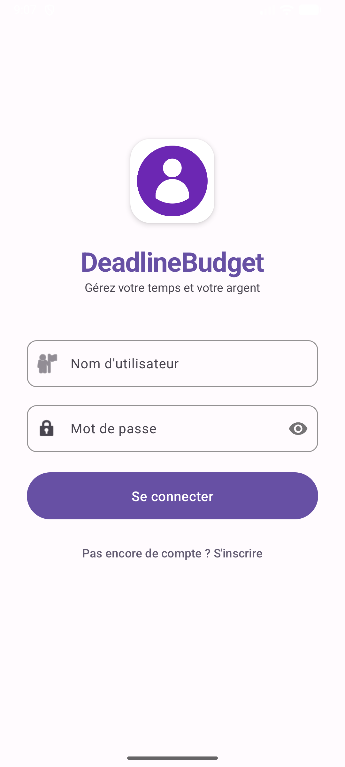 DeadlineBudget
Gérez votre temps et votre argent
Nom d'utilisateur
Mot de passe
Se connecter
Pas encore de compte ? S'inscrire